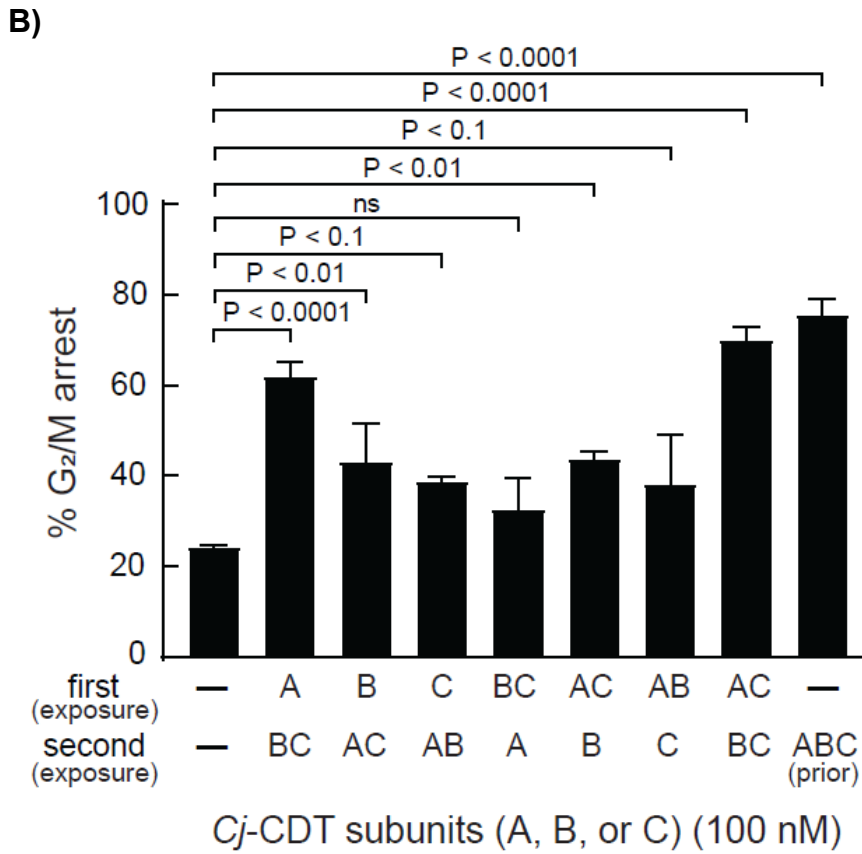 B)
P < 0.0001
P < 0.0001
P < 0.1
P < 0.01
ns
P < 0.1
P < 0.01
P < 0.0001
100
80
60
40
20
0
% G₂/M arrest
first — A B C BC AC AB AC —
(exposure)
second — BC AC AB A B C BC ABC
(exposure) (prior)
Cj-CDT subunits (A, B, or C) (100 nM)